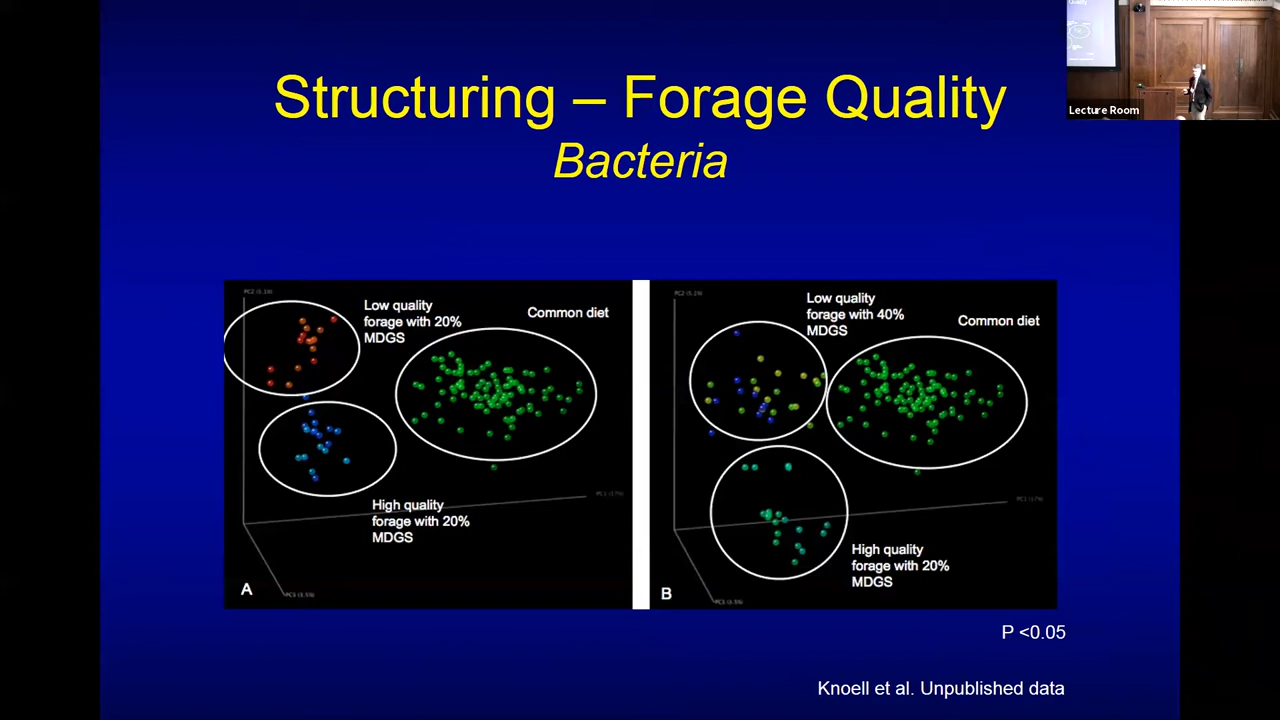 Structuring – Forage Quality
Bacteria
Quality
Lecture Room
Low quality
forage with 20%
MDGS
Common diet
High quality
forage with 20%
MDGS
A
Low quality
forage with 40%
MDGS
Common diet
High quality
forage with 20%
MDGS
B
P <0.05
Knoell et al. Unpublished data